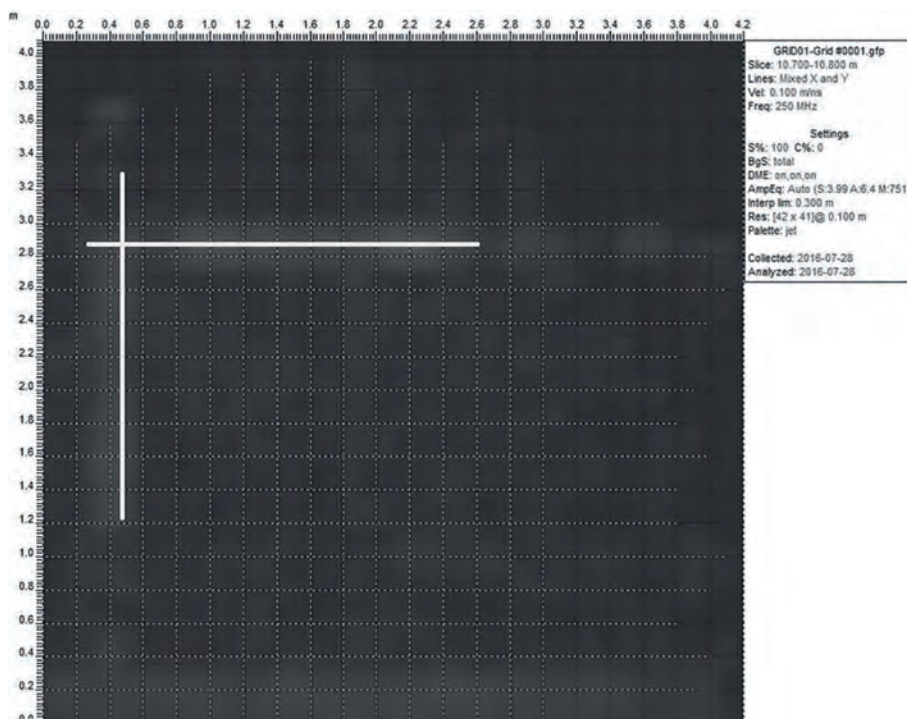 m
0.0 0.2 0.4 0.6 0.8 1.0 1.2 1.4 1.6 1.8 2.0 2.2 2.4 2.6 2.8 3.0 3.2 3.4 3.6 3.8 4.0 4.2
4.0
3.8
3.6
3.4
3.2
3.0
2.8
2.6
2.4
2.2
2.0
1.8
1.6
1.4
1.2
1.0
0.8
0.6
0.4
0.2
0.0
GRID01-Grid #0001.gfp
Slice: 10,700-10,800 m
Lines: Mixed X and Y
Vel: 0.100 m/ns
Freq: 250 MHz
Settings
S%: 100 C%: 0
BgS: total
DME: on,on,on
AmpEq: Auto (S:3.99 A:6,4 M:751
Interp lim: 0.300 m
Res: [42 x 41]@ 0.100 m
Palette: jet
Collected: 2016-07-28
Analyzed: 2016-07-28